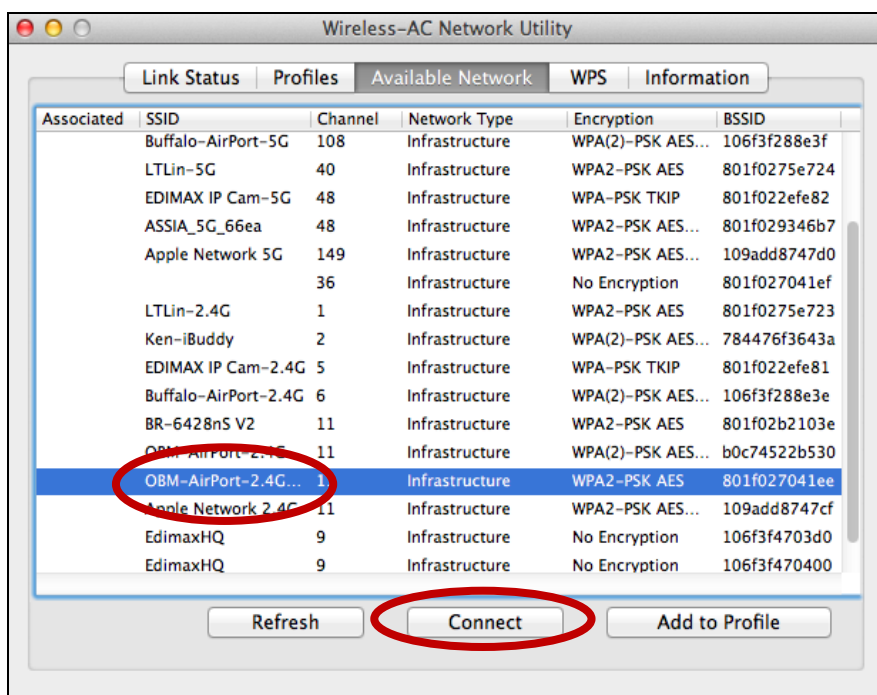 Wireless-AC Network Utility
Link Status Profiles Available Network WPS Information
Associated SSID Channel Network Type Encryption BSSID
Buffalo-AirPort-5G 108 Infrastructure WPA(2)-PSK AES... 106f3f288e3f
LTLin-5G 40 Infrastructure WPA2-PSK AES 801f0275e724
EDIMAX IP Cam-5G 48 Infrastructure WPA-PSK TKIP 801f022efe82
ASSIA_5G_66ea 48 Infrastructure WPA2-PSK AES... 801f029346b7
Apple Network 5G 149 Infrastructure WPA2-PSK AES... 109add8747d0
36 Infrastructure No Encryption 801f027041ef
LTLin-2.4G 1 Infrastructure WPA2-PSK AES 801f0275e723
Ken-iBuddy 2 Infrastructure WPA(2)-PSK AES... 784476f3643a
EDIMAX IP Cam-2.4G 5 Infrastructure WPA-PSK TKIP 801f022efe81
Buffalo-AirPort-2.4G 6 Infrastructure WPA(2)-PSK AES... 106f3f288e3e
BR-6428nS V2 11 Infrastructure WPA2-PSK AES 801f02b2103e
OBM-AirPort-2.4G 11 Infrastructure WPA(2)-PSK AES... b0c74522b530
OBM-AirPort-2.4G... Infrastructure WPA2-PSK AES 801f027041ee
Apple Network 2.4G 11 Infrastructure WPA2-PSK AES... 109add8747cf
EdimaxHQ 9 Infrastructure No Encryption 106f3f4703d0
EdimaxHQ 9 Infrastructure No Encryption 106f3f470400
Refresh Connect Add to Profile